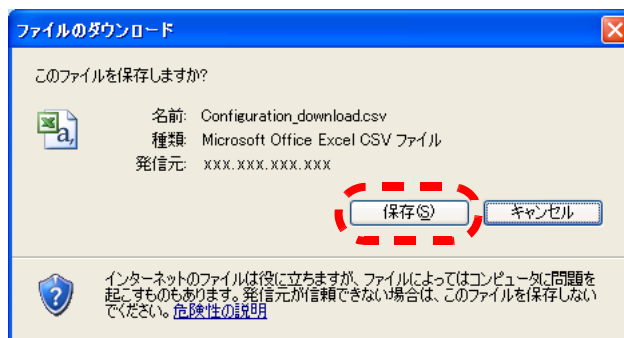 ファイルのダウンロード
このファイルを保存しますか?
名前: Configuration_download.csv
種類: Microsoft Office Excel CSV ファイル
発信元: xxx.xxx.xxx.xxx
保存(S) キャンセル
インターネットのファイルは役に立ちますが、ファイルによってはコンピュータに問題を
起こすものもあります。発信元が信頼できない場合は、このファイルを保存しない
でください。危険性の説明